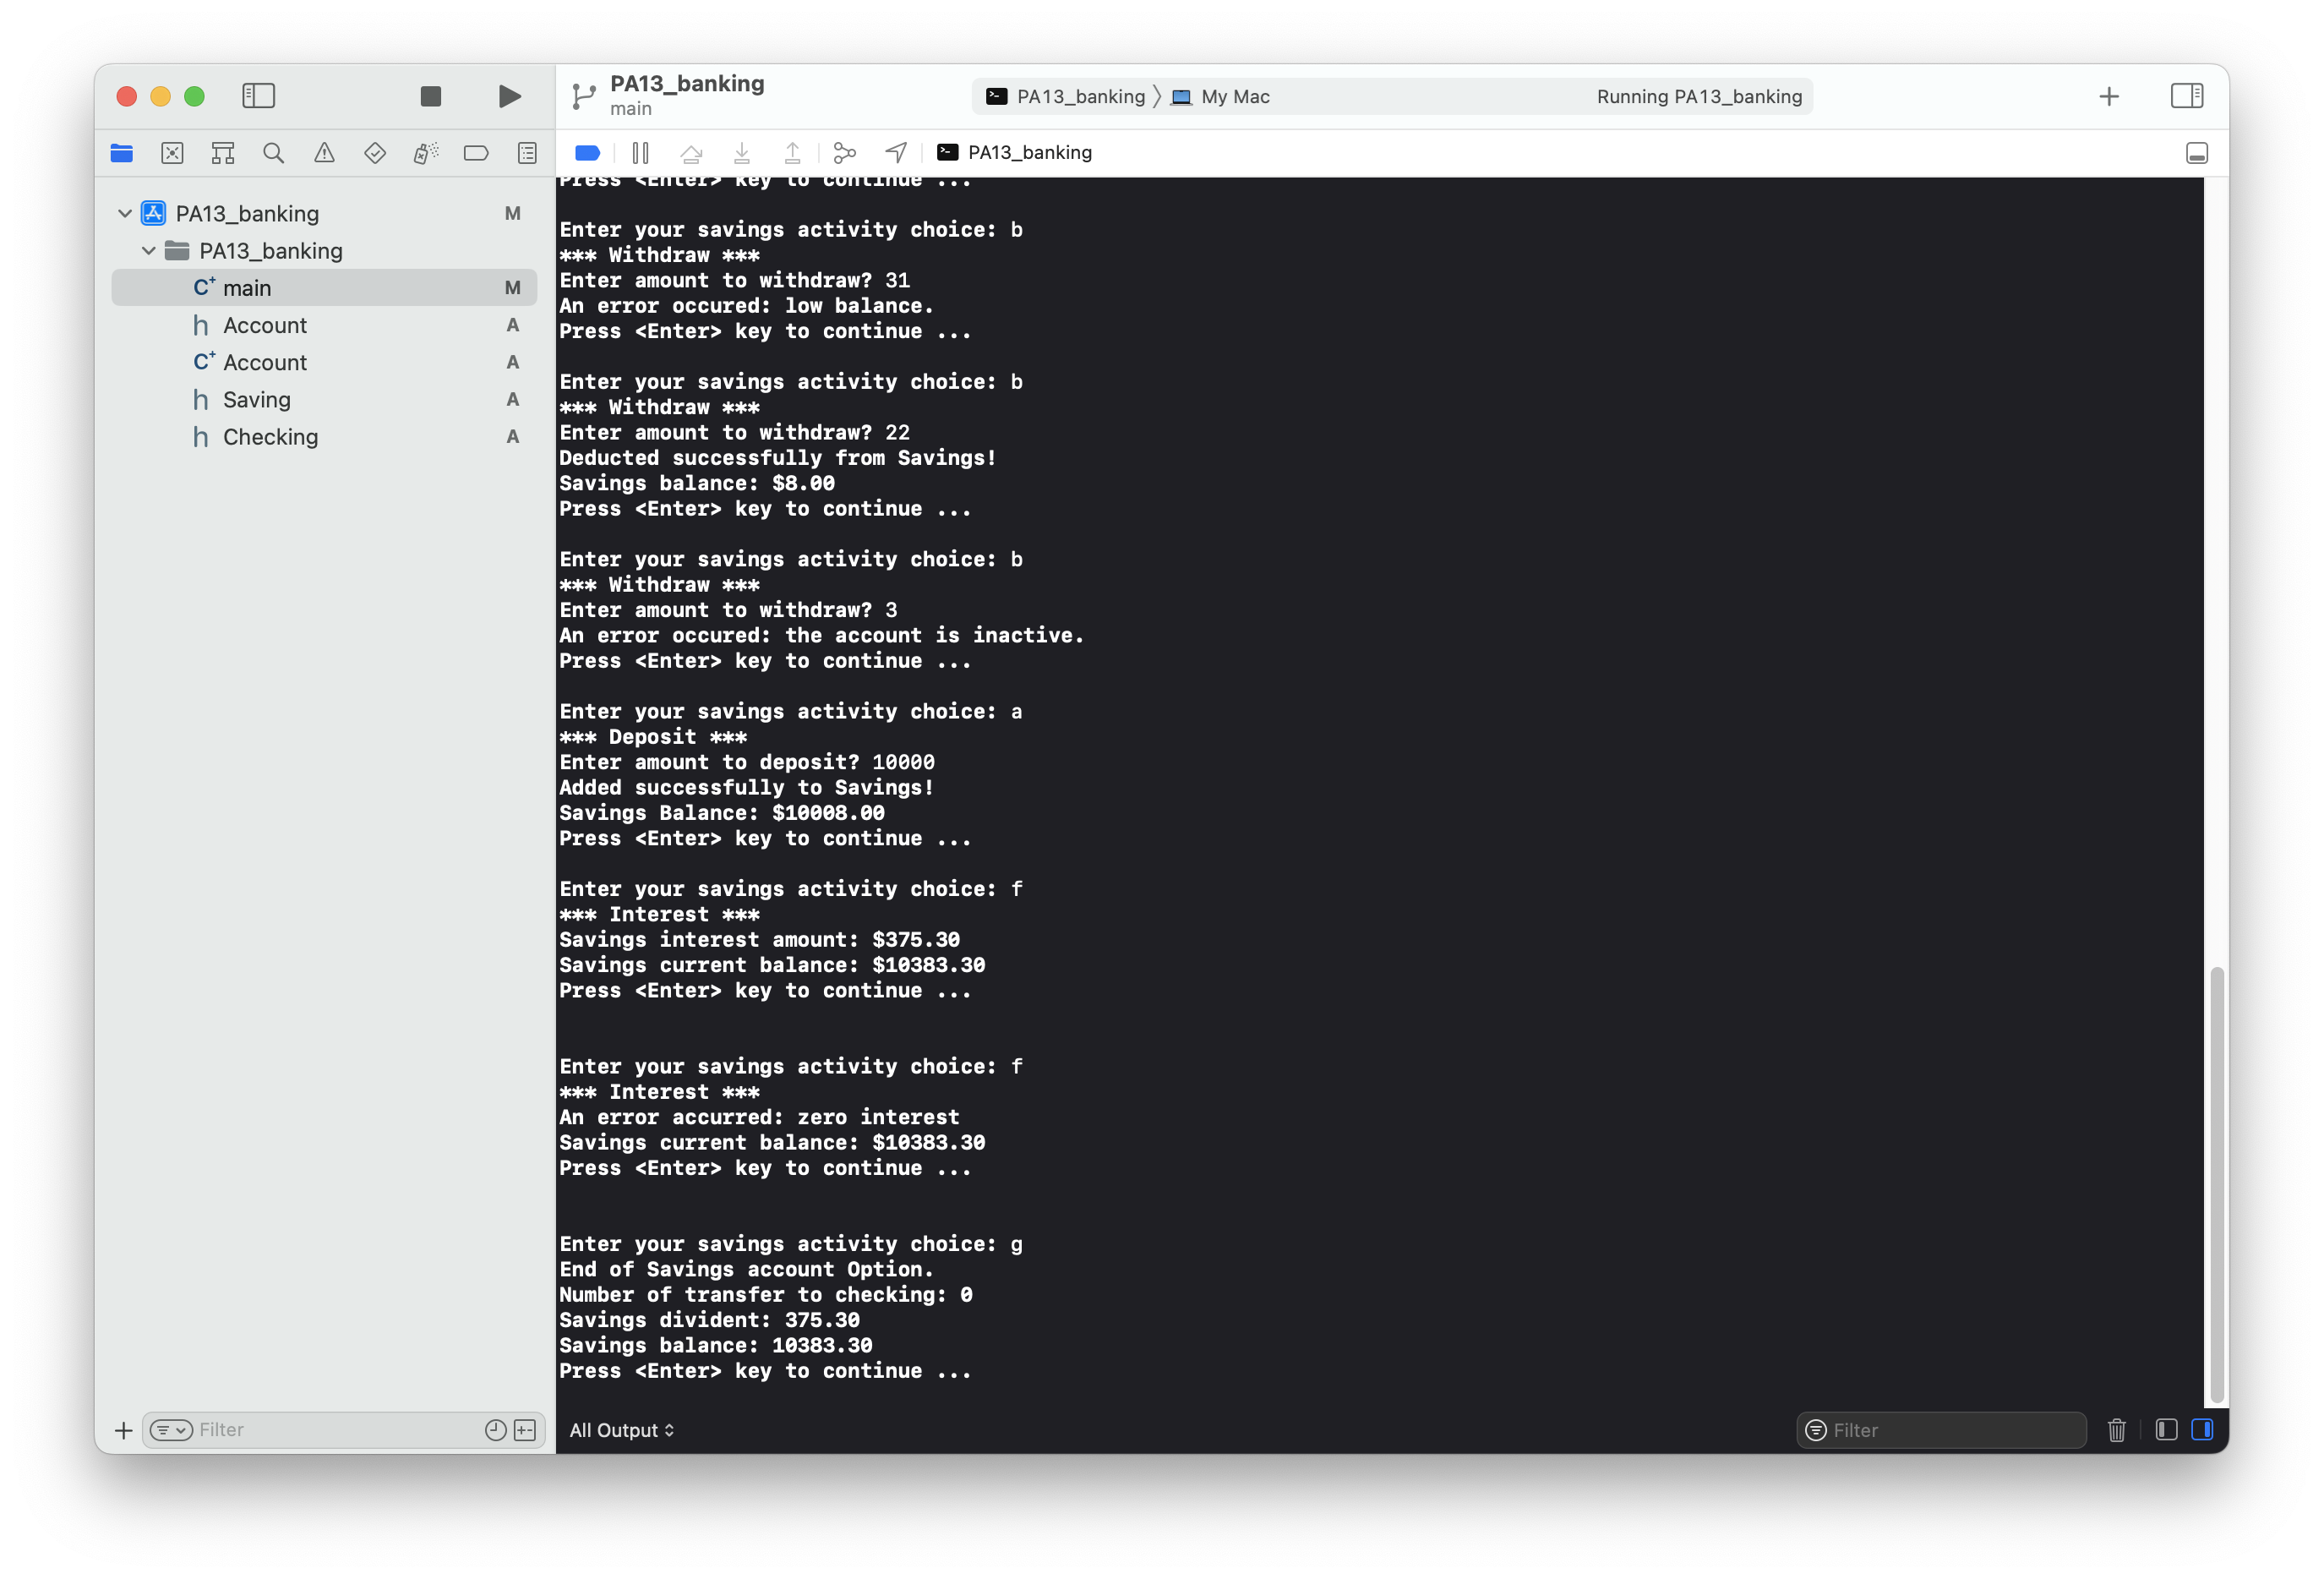 PA13_banking
main
PA13_banking 〉 My Mac
Running PA13_banking
PA13_banking
PA13_banking M
PA13_banking
C+ main M
h Account A
C+ Account A
h Saving A
h Checking A
Press <Enter> key to continue ...
Enter your savings activity choice: b
*** Withdraw ***
Enter amount to withdraw? 31
An error occured: low balance.
Press <Enter> key to continue ...
Enter your savings activity choice: b
*** Withdraw ***
Enter amount to withdraw? 22
Deducted successfully from Savings!
Savings balance: $8.00
Press <Enter> key to continue ...
Enter your savings activity choice: b
*** Withdraw ***
Enter amount to withdraw? 3
An error occured: the account is inactive.
Press <Enter> key to continue ...
Enter your savings activity choice: a
*** Deposit ***
Enter amount to deposit? 10000
Added successfully to Savings!
Savings Balance: $10008.00
Press <Enter> key to continue ...
Enter your savings activity choice: f
*** Interest ***
Savings interest amount: $375.30
Savings current balance: $10383.30
Press <Enter> key to continue ...
Enter your savings activity choice: f
*** Interest ***
An error accurred: zero interest
Savings current balance: $10383.30
Press <Enter> key to continue ...
Enter your savings activity choice: g
End of Savings account Option.
Number of transfer to checking: 0
Savings divident: 375.30
Savings balance: 10383.30
Press <Enter> key to continue ...
Filter
All Output
Filter